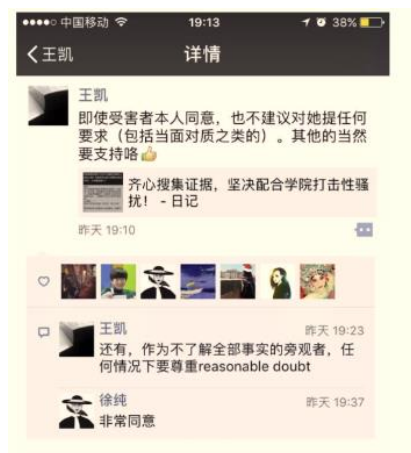 中国移动 19:13 38%
王凯 详情
王凯
即使受害者本人同意，也不建议对她提任何
要求（包括当面对质之类的）。其他的当然
要支持咯👍
齐心搜集证据，坚决配合学院打击性骚
扰！ - 日记
昨天 19:10
王凯 昨天 19:23
还有，作为不了解全部事实的旁观者，任
何情况下要尊重reasonable doubt
徐纯 昨天 19:37
非常同意